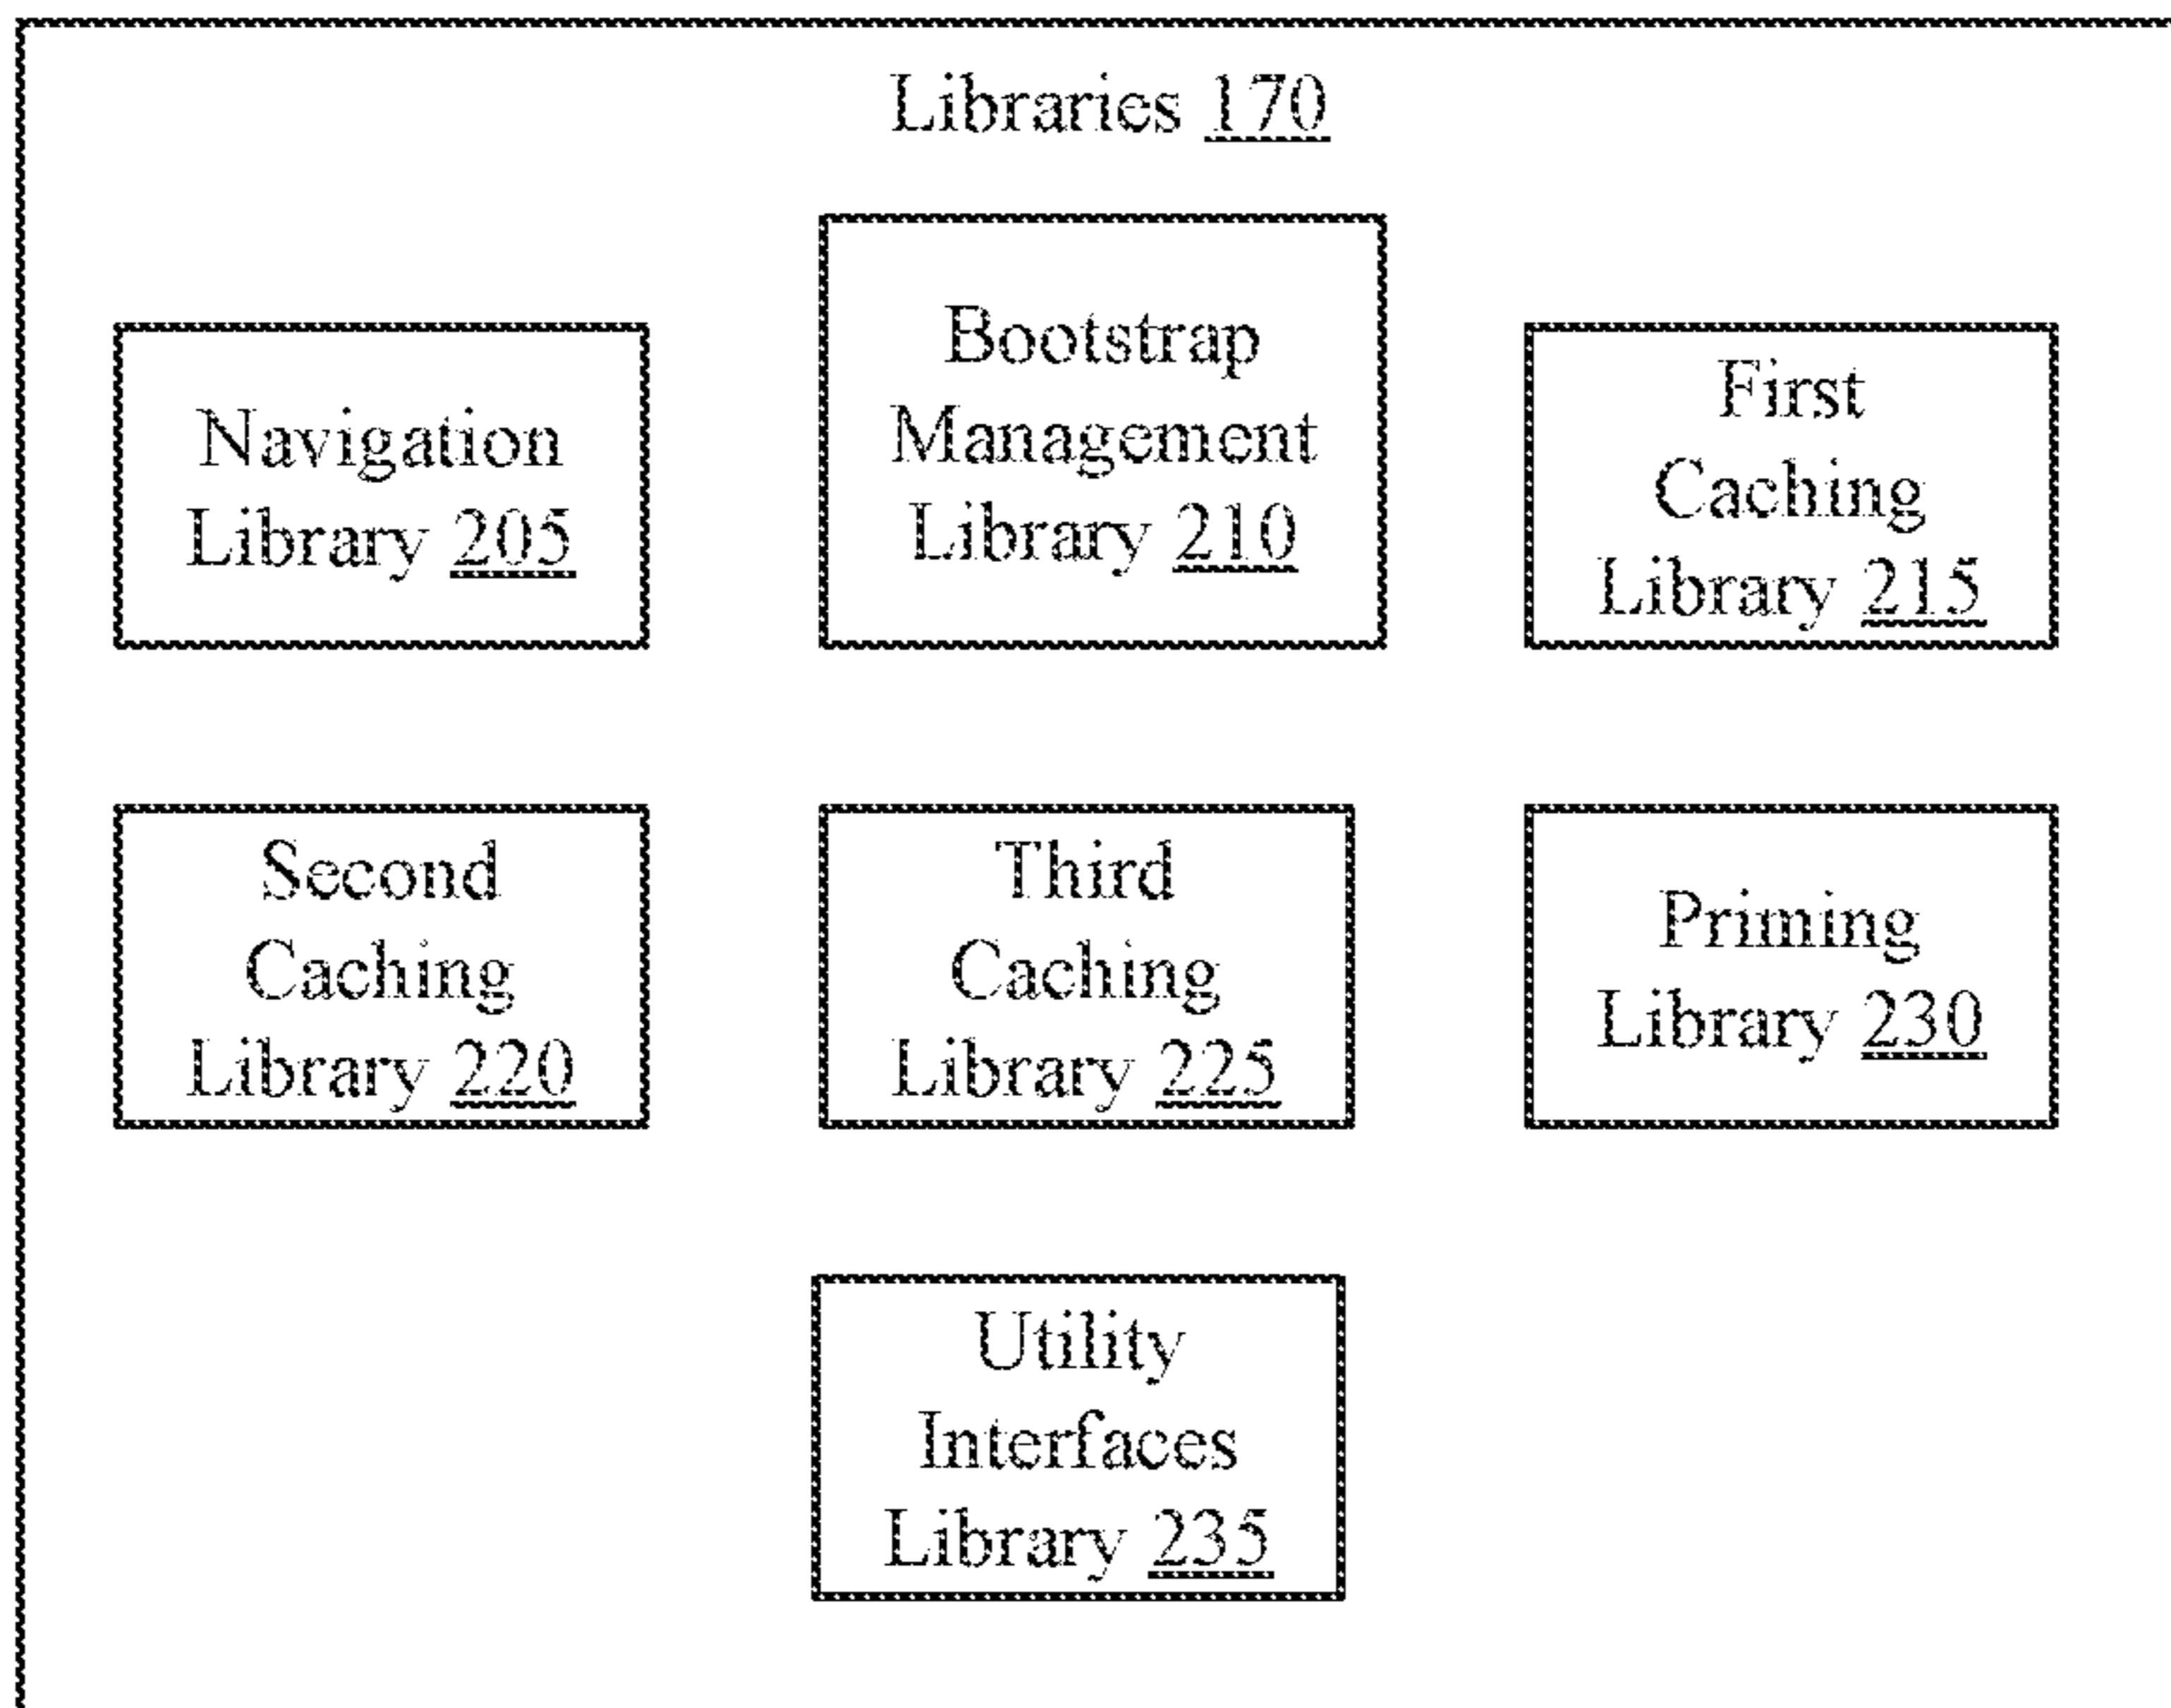 Libraries 170
Navigation
Library 205
Bootstrap
Management
Library 210
First
Caching
Library 215
Second
Caching
Library 220
Third
Caching
Library 225
Priming
Library 230
Utility
Interfaces
Library 235